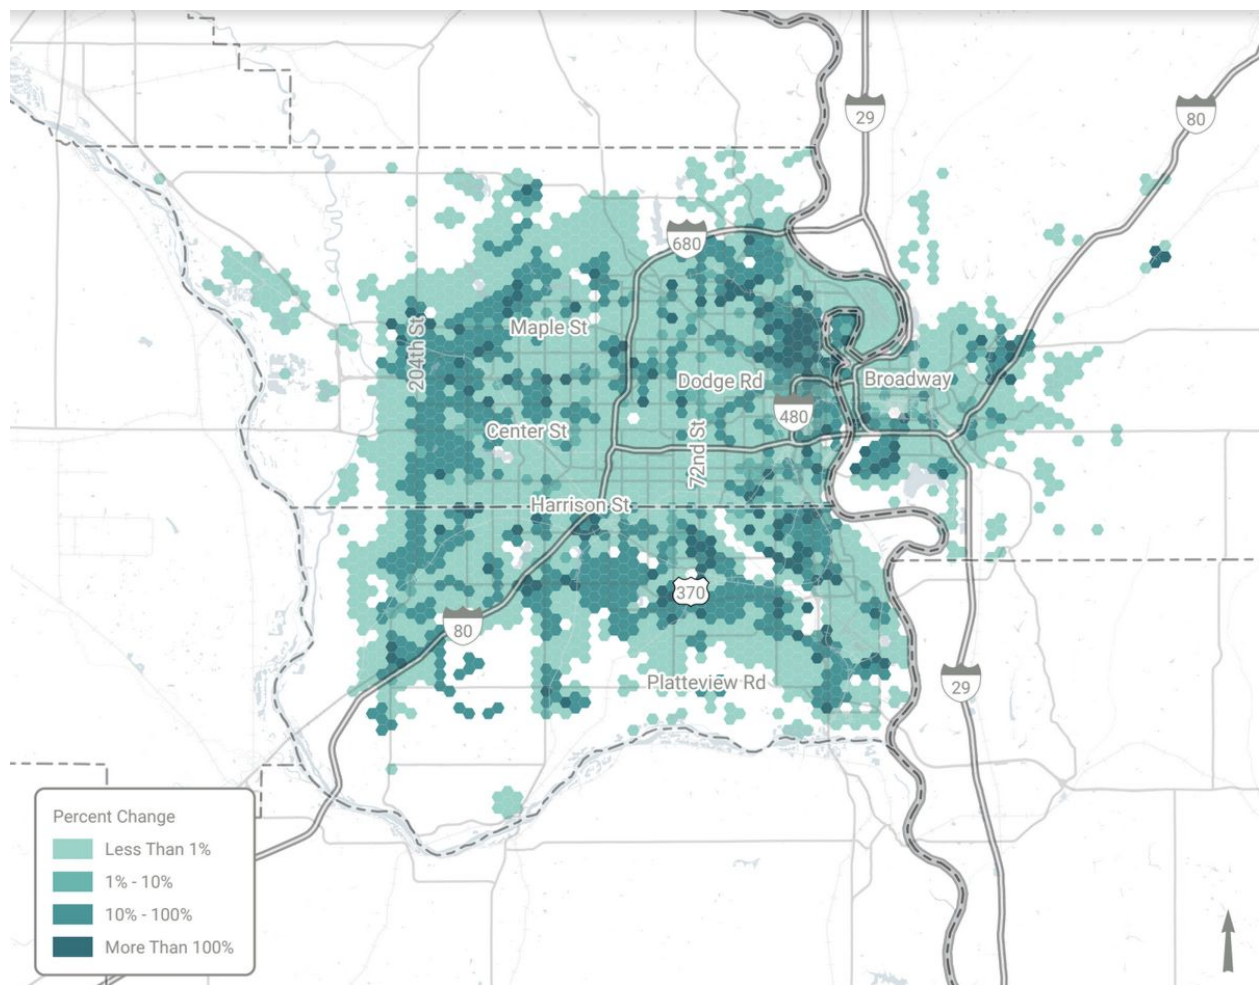 29
80
680
Maple St
204th St
Dodge Rd
Broadway
480
Center St
72nd St
Harrison St
370
80
Platteview Rd
29
Percent Change
Less Than 1%
1% - 10%
10% - 100%
More Than 100%